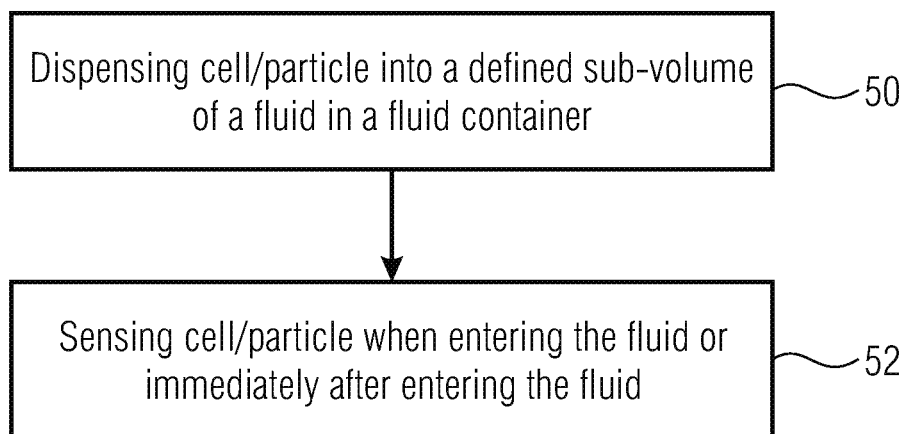 Dispensing cell/particle into a defined sub-volume
of a fluid in a fluid container
50
Sensing cell/particle when entering the fluid or
immediately after entering the fluid
52